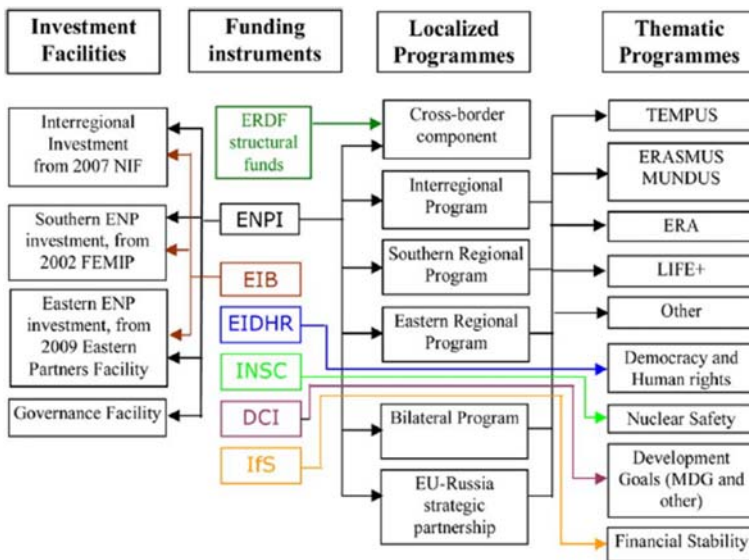 Investment
Facilities
Funding
instruments
Localized
Programmes
Thematic
Programmes
Interregional
Investment
from 2007 NIF
Southern ENP
investment, from
2002 FEMIP
Eastern ENP
investment, from
2009 Eastern
Partners Facility
Governance Facility
ERDF
structural
funds
ENPI
EIB
EIDHR
INSC
DCI
IfS
Cross-border
component
Interregional
Program
Southern Regional
Program
Eastern Regional
Program
Bilateral Program
EU-Russia
strategic
partnership
TEMPUS
ERASMUS
MUNDUS
ERA
LIFE+
Other
Democracy and
Human rights
Nuclear Safety
Development
Goals (MDG and
other)
Financial Stability